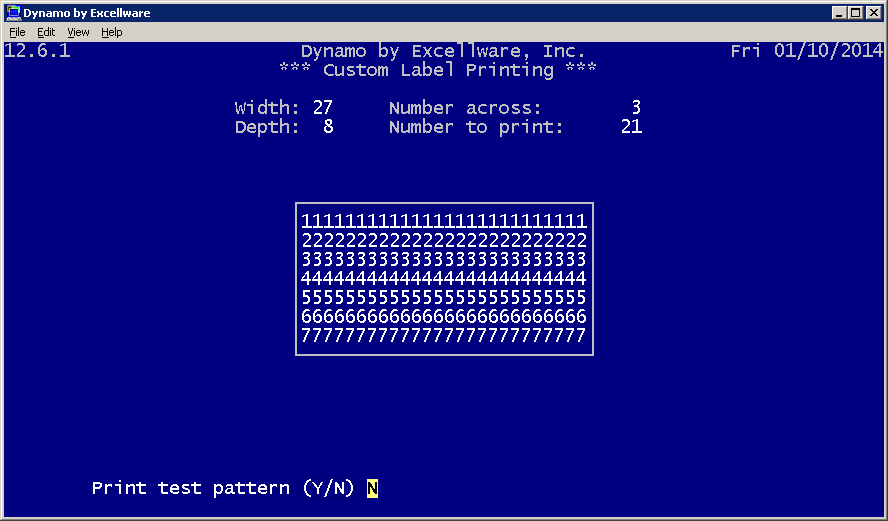 Dynamo by Excellware
File Edit View Help
12.6.1 Dynamo by Excellware, Inc. Fri 01/10/2014
*** Custom Label Printing ***
Width: 27 Number across: 3
Depth: 8 Number to print: 21
11111111111111111111111111
22222222222222222222222222
33333333333333333333333333
44444444444444444444444444
55555555555555555555555555
66666666666666666666666666
77777777777777777777777777
Print test pattern (Y/N) N